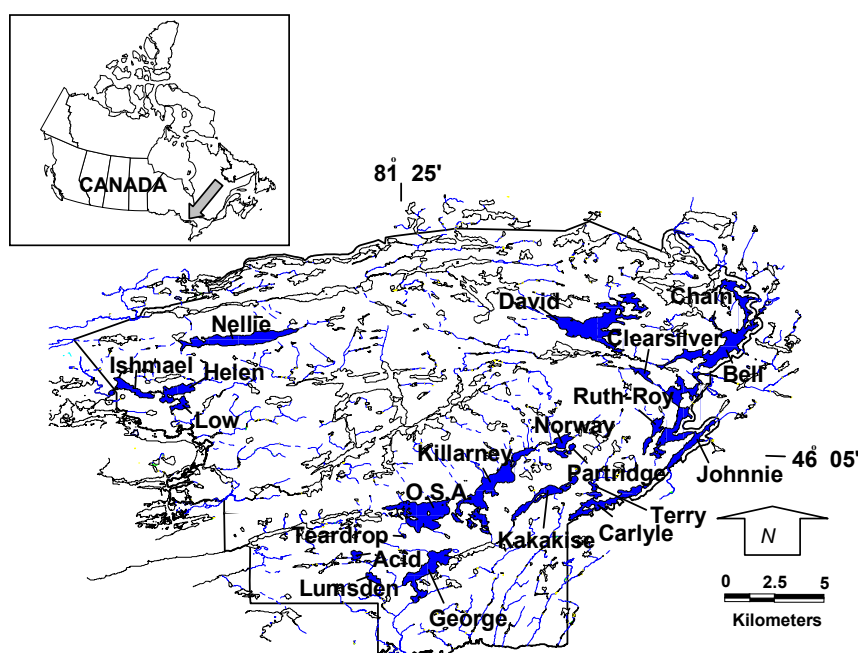 CANADA
81° 25'
David
Chain
Nellie
Clearsilver
Ishmael
Helen
Bell
Ruth-Roy
Low
Norway
Killarney
46° 05'
Partridge
Johnnie
O.S.A.
Terry
Teardrop
Kakakise
Carlyle
N
Acid
Lumsden
0 2.5 5
George
Kilometers